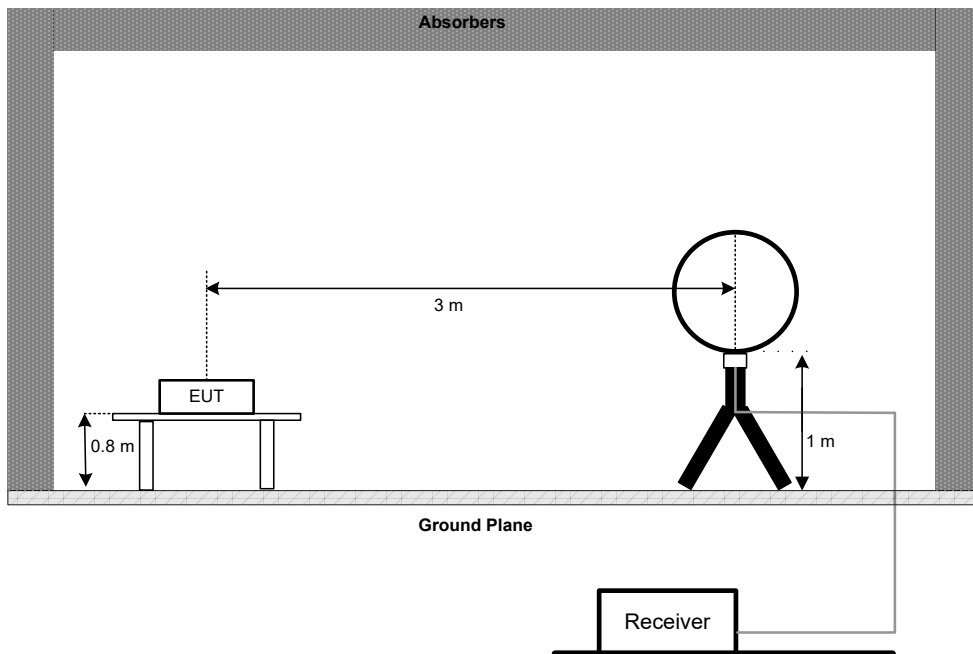 Absorbers
3 m
EUT
0.8 m
1 m
Ground Plane
Receiver